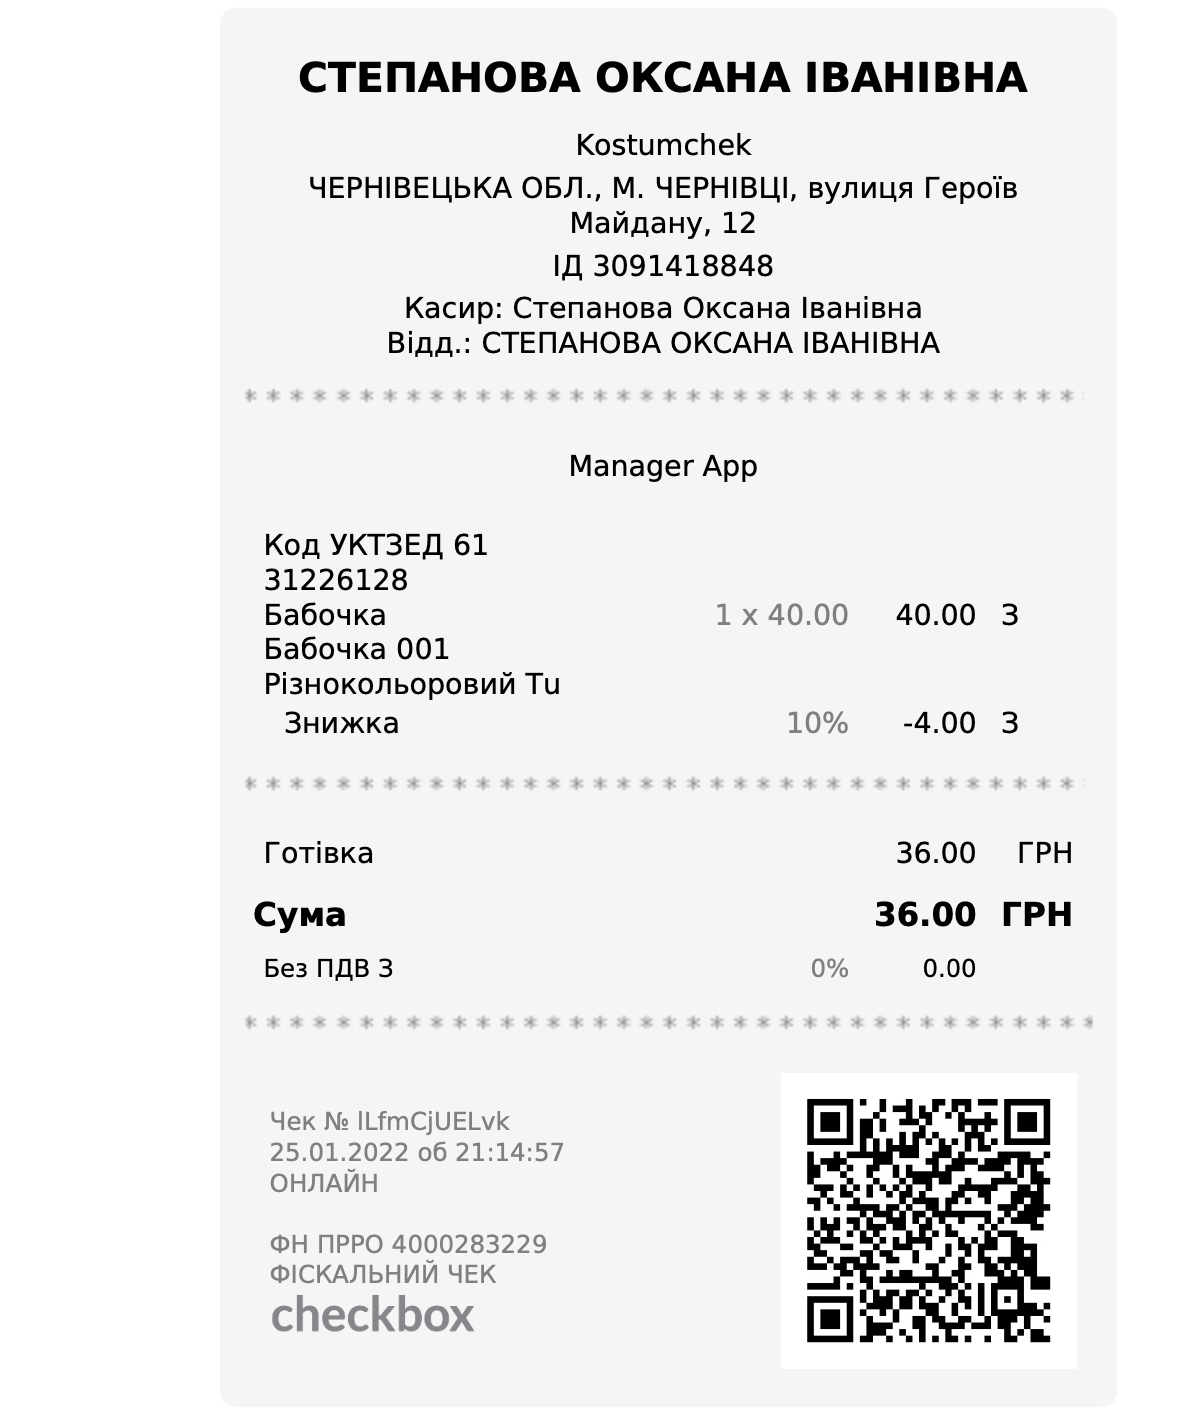 СТЕПАНОВА ОКСАНА ІВАНІВНА
Kostumchek
ЧЕРНІВЕЦЬКА ОБЛ., М. ЧЕРНІВЦІ, вулиця Героїв
Майдану, 12
ІД 3091418848
Касир: Степанова Оксана Іванівна
Відд.: СТЕПАНОВА ОКСАНА ІВАНІВНА
* * * * * * * * * * * * * * * * * * * * * * * * * * * * * * * * * * * *
Manager App
Код УКТЗЕД 61
31226128
Бабочка 1 x 40.00 40.00 З
Бабочка 001
Різнокольоровий Tu
Знижка 10% -4.00 З
* * * * * * * * * * * * * * * * * * * * * * * * * * * * * * * * * * * *
Готівка 36.00 ГРН
Сума 36.00 ГРН
Без ПДВ З 0% 0.00
* * * * * * * * * * * * * * * * * * * * * * * * * * * * * * * * * * * * *
Чек № lLfmCjUELvk
25.01.2022 об 21:14:57
ОНЛАЙН
ФН ПРРО 4000283229
ФІСКАЛЬНИЙ ЧЕК
checkbox